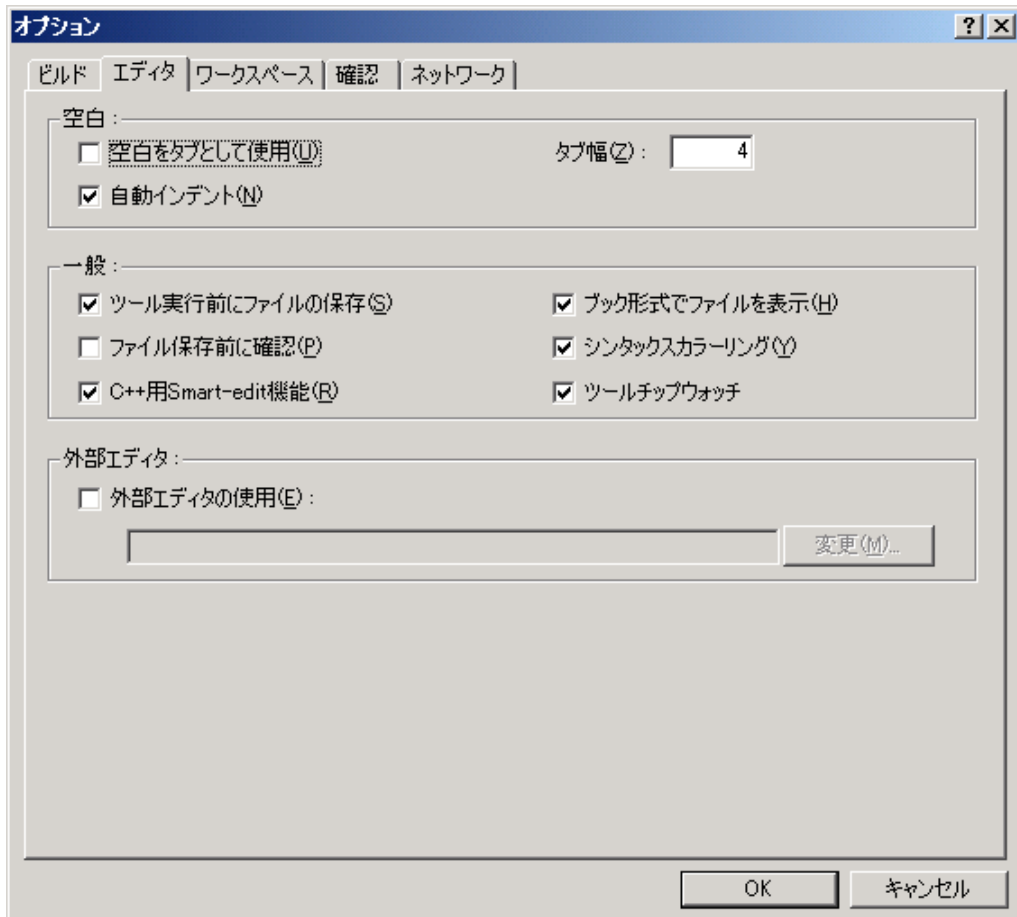 オプション
ビルド エディタ ワークスペース 確認 ネットワーク
空白 :
空白をタブとして使用(U) タブ幅(Z) : 4
自動インデント(N)
一般 :
ツール実行前にファイルの保存(S) ブック形式でファイルを表示(H)
ファイル保存前に確認(P) シンタックスカラーリング(Y)
C++用Smart-edit機能(R) ツールチップウォッチ
外部エディタ :
外部エディタの使用(E) :
変更(M)...
OK キャンセル